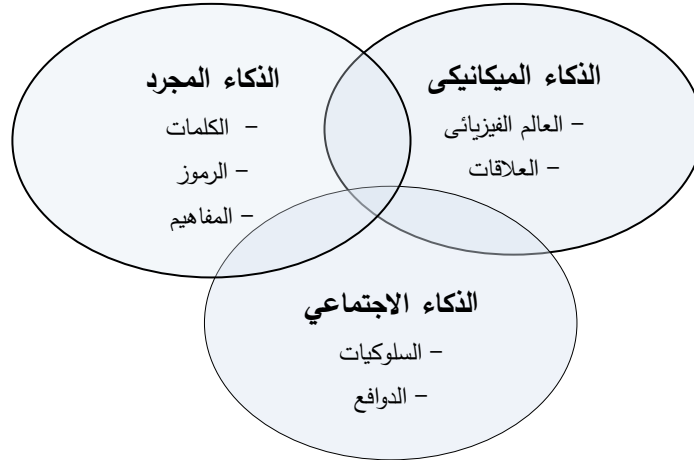 الذكاء الميكانيكى
– العالم الفيزيائى
– العلاقات
الذكاء المجرد
– الكلمات
– الرموز
– المفاهيم
الذكاء الاجتماعي
– السلوكيات
– الدوافع